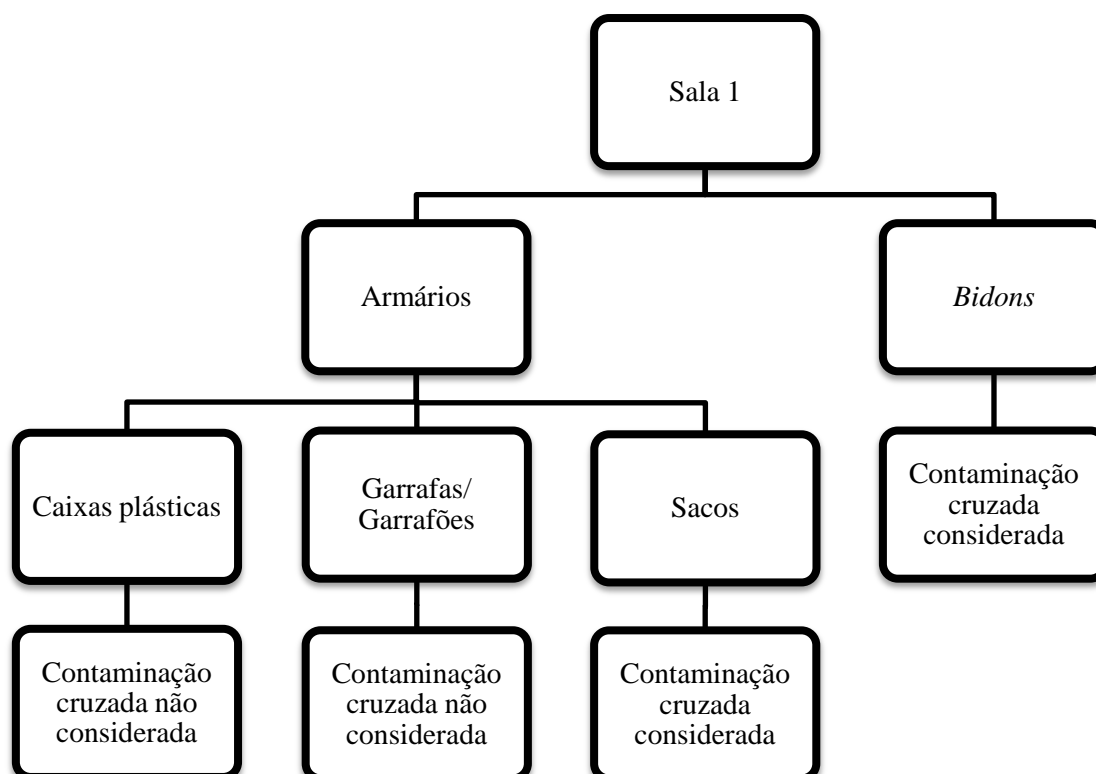 Sala 1
Armários
Bidons
Caixas plásticas
Garrafas/
Garrafões
Sacos
Contaminação
cruzada
considerada
Contaminação
cruzada não
considerada
Contaminação
cruzada não
considerada
Contaminação
cruzada
considerada